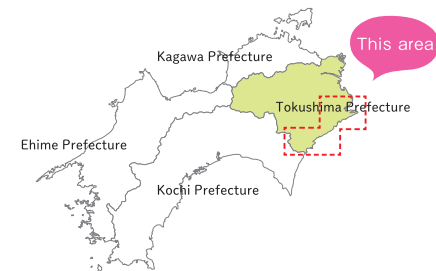 This area
Kagawa Prefecture
Tokushima Prefecture
Ehime Prefecture
Kochi Prefecture